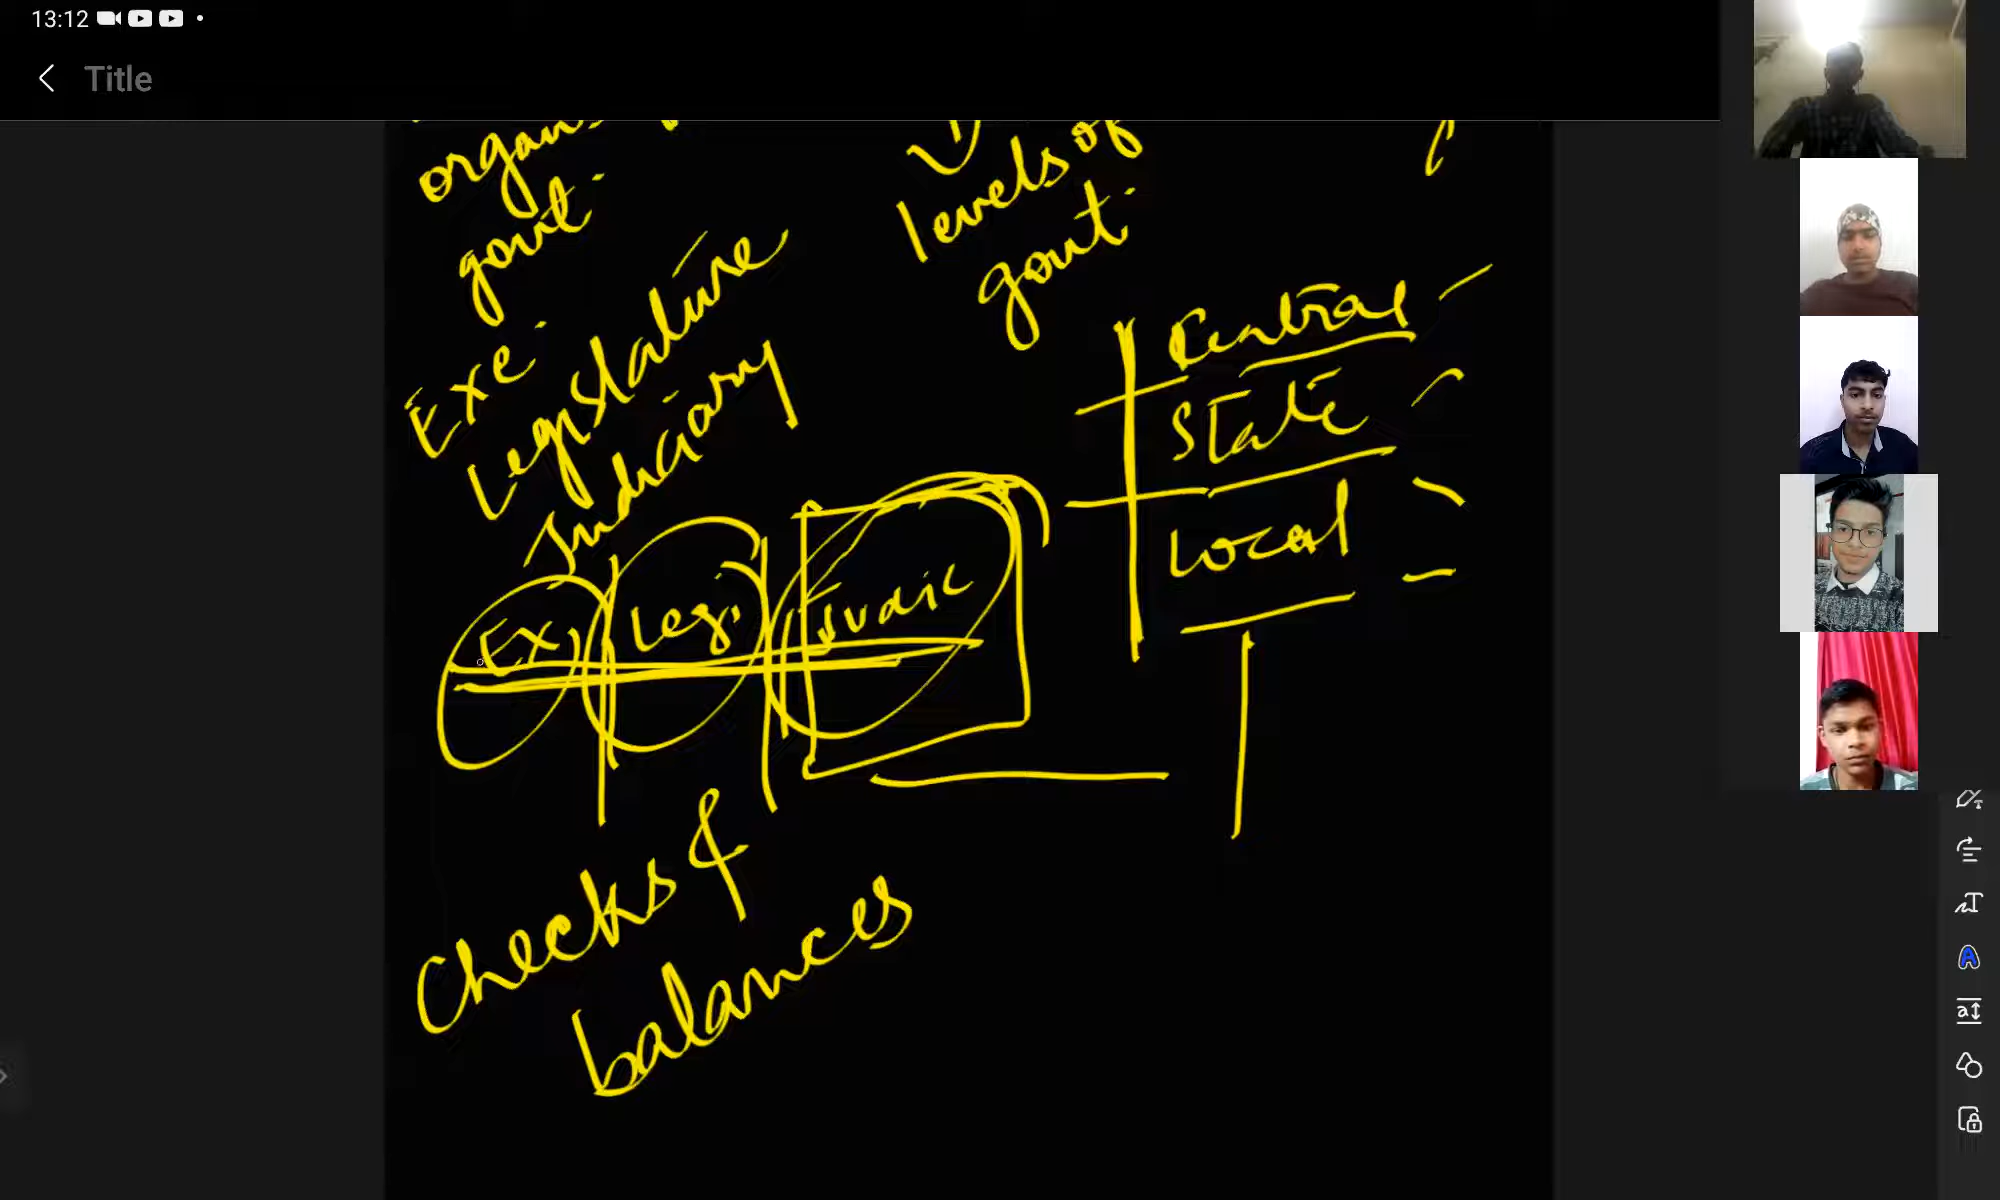 13:12
Title
organs
govt.
levels of
govt.
Exe.
Legislature
Judiciary
Central
State
Local
Ex,
Legi,
Judic
Checks &
balances